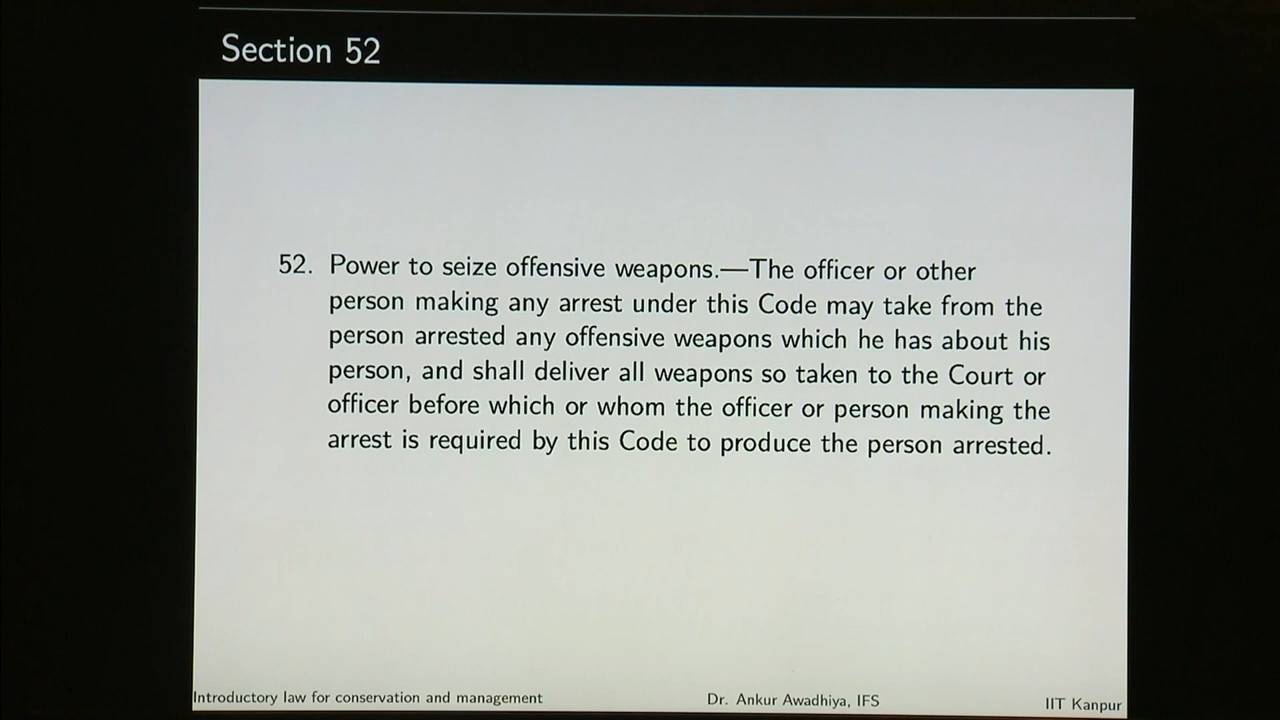 Section 52
52. Power to seize offensive weapons.—The officer or other
person making any arrest under this Code may take from the
person arrested any offensive weapons which he has about his
person, and shall deliver all weapons so taken to the Court or
officer before which or whom the officer or person making the
arrest is required by this Code to produce the person arrested.
Introductory law for conservation and management
Dr. Ankur Awadhiya, IFS
IIT Kanpur